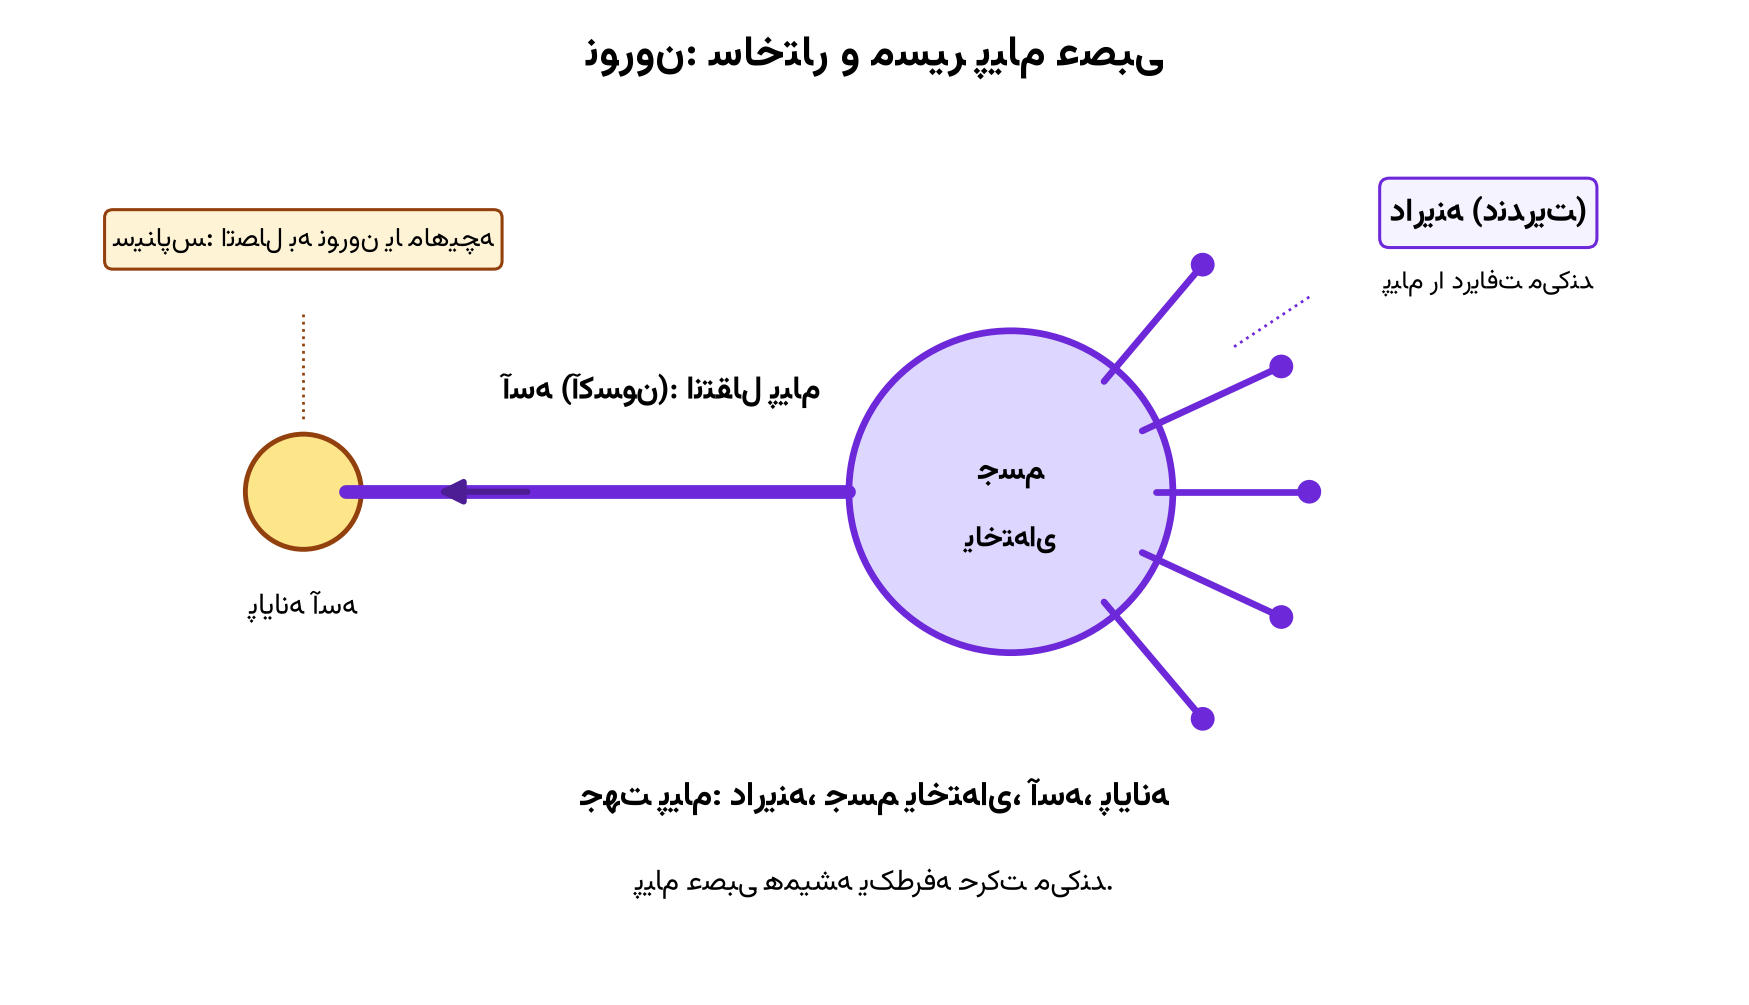 نورون: ساختار و مسیر پیام عصبی
دارینه (دندریت)
پیام را دریافت می‌کند
سیناپس: اتصال به نورون یا ماهیچه
آسه (آکسون): انتقال پیام
جسم
یاخته‌ای
پایانه آسه
جهت پیام: دارینه، جسم یاخته‌ای، آسه، پایانه
پیام عصبی همیشه یک‌طرفه حرکت می‌کند.